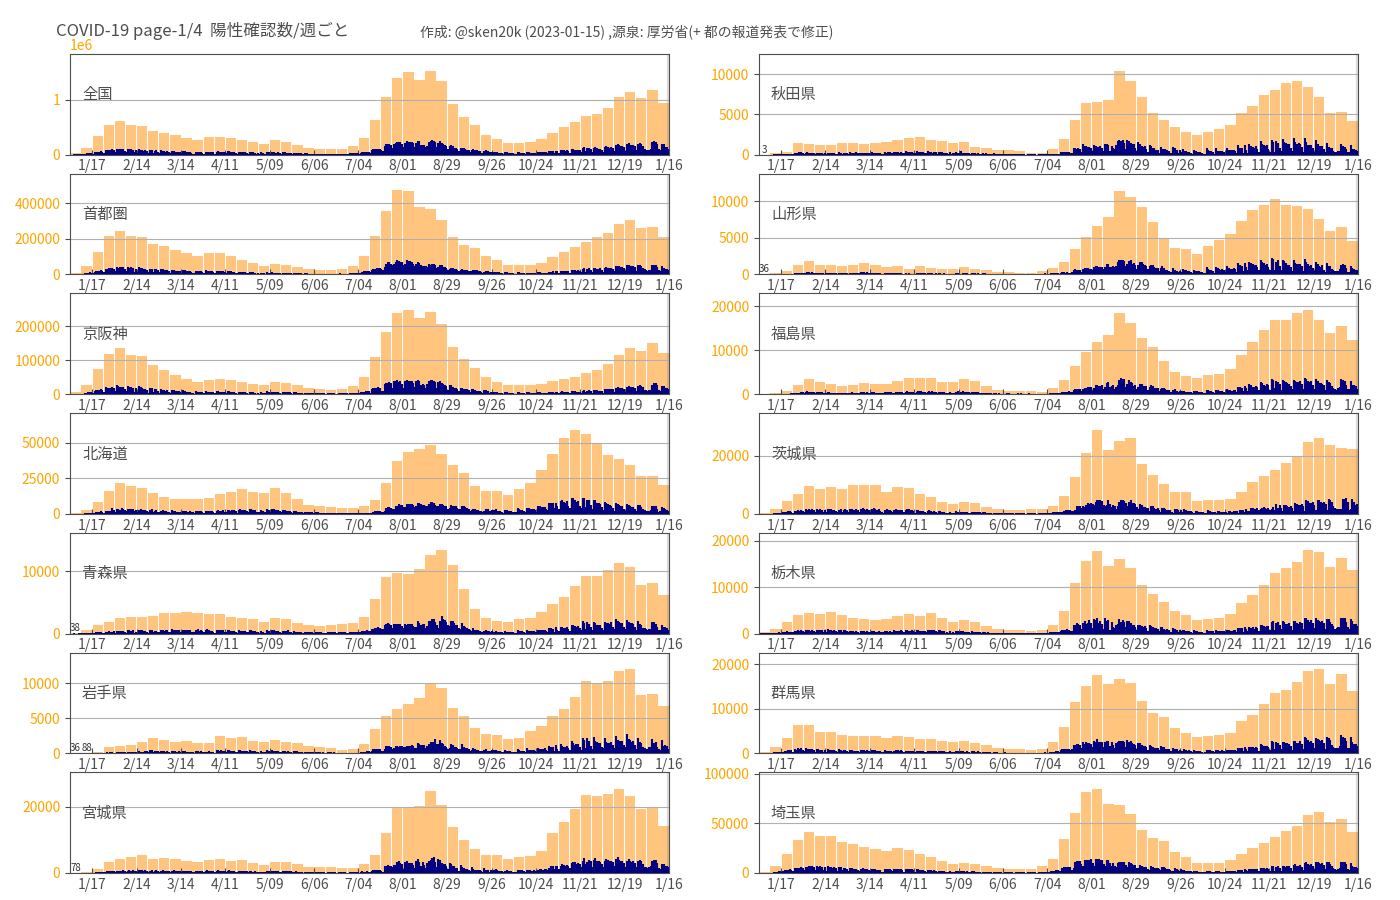 COVID-19 page-1/4 陽性確認数/週ごと
作成: @sken20k (2023-01-15) ,源泉: 厚労省(+ 都の報道発表で修正)
1e6
全国
1
0
1/17 2/14 3/14 4/11 5/09 6/06 7/04 8/01 8/29 9/26 10/24 11/21 12/19 1/16
秋田県
10000
5000
0
3
1/17 2/14 3/14 4/11 5/09 6/06 7/04 8/01 8/29 9/26 10/24 11/21 12/19 1/16
首都圏
400000
200000
0
1/17 2/14 3/14 4/11 5/09 6/06 7/04 8/01 8/29 9/26 10/24 11/21 12/19 1/16
山形県
10000
5000
0
36
1/17 2/14 3/14 4/11 5/09 6/06 7/04 8/01 8/29 9/26 10/24 11/21 12/19 1/16
京阪神
200000
100000
0
1/17 2/14 3/14 4/11 5/09 6/06 7/04 8/01 8/29 9/26 10/24 11/21 12/19 1/16
福島県
20000
10000
0
1/17 2/14 3/14 4/11 5/09 6/06 7/04 8/01 8/29 9/26 10/24 11/21 12/19 1/16
北海道
50000
25000
0
1/17 2/14 3/14 4/11 5/09 6/06 7/04 8/01 8/29 9/26 10/24 11/21 12/19 1/16
茨城県
20000
0
1/17 2/14 3/14 4/11 5/09 6/06 7/04 8/01 8/29 9/26 10/24 11/21 12/19 1/16
青森県
10000
0
38
1/17 2/14 3/14 4/11 5/09 6/06 7/04 8/01 8/29 9/26 10/24 11/21 12/19 1/16
栃木県
20000
10000
0
1/17 2/14 3/14 4/11 5/09 6/06 7/04 8/01 8/29 9/26 10/24 11/21 12/19 1/16
岩手県
10000
5000
0
36 88
1/17 2/14 3/14 4/11 5/09 6/06 7/04 8/01 8/29 9/26 10/24 11/21 12/19 1/16
群馬県
20000
10000
0
1/17 2/14 3/14 4/11 5/09 6/06 7/04 8/01 8/29 9/26 10/24 11/21 12/19 1/16
宮城県
20000
0
78
1/17 2/14 3/14 4/11 5/09 6/06 7/04 8/01 8/29 9/26 10/24 11/21 12/19 1/16
埼玉県
100000
50000
0
1/17 2/14 3/14 4/11 5/09 6/06 7/04 8/01 8/29 9/26 10/24 11/21 12/19 1/16